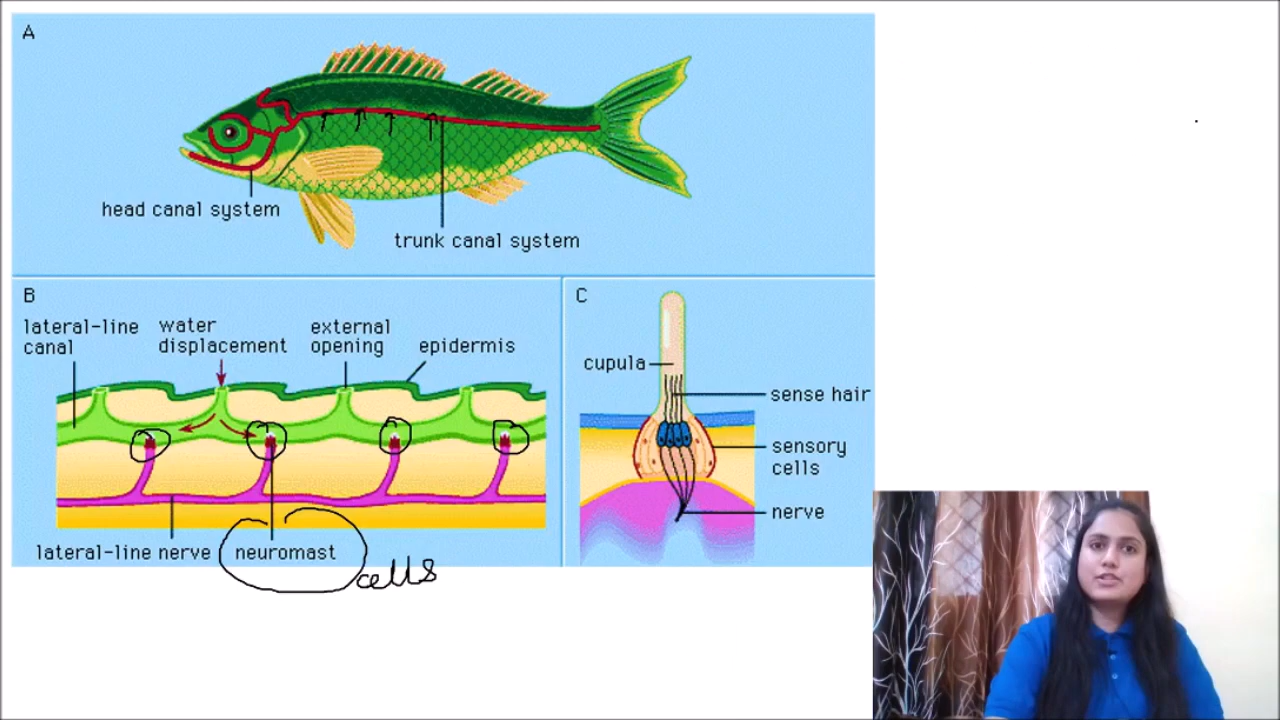 A
head canal system
trunk canal system
B
lateral-line
canal
water
displacement
external
opening
epidermis
lateral-line nerve
neuromast
cells
C
cupula
sense hair
sensory
cells
nerve